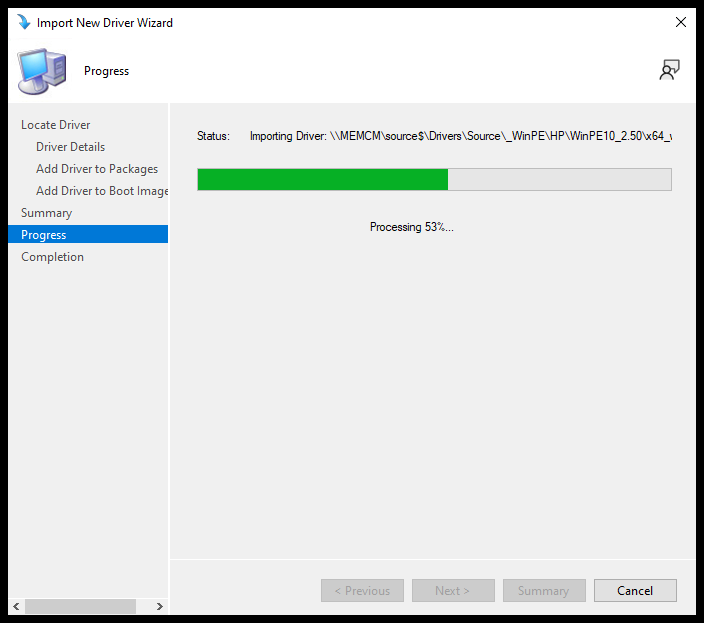 Import New Driver Wizard
Progress
Locate Driver
Driver Details
Add Driver to Packages
Add Driver to Boot Image
Summary
Progress
Completion
Status: Importing Driver: \\MEMCM\source$\Drivers\Source\_WinPE\HP\WinPE10_2.50\x64_
Processing 53%...
< Previous
Next >
Summary
Cancel